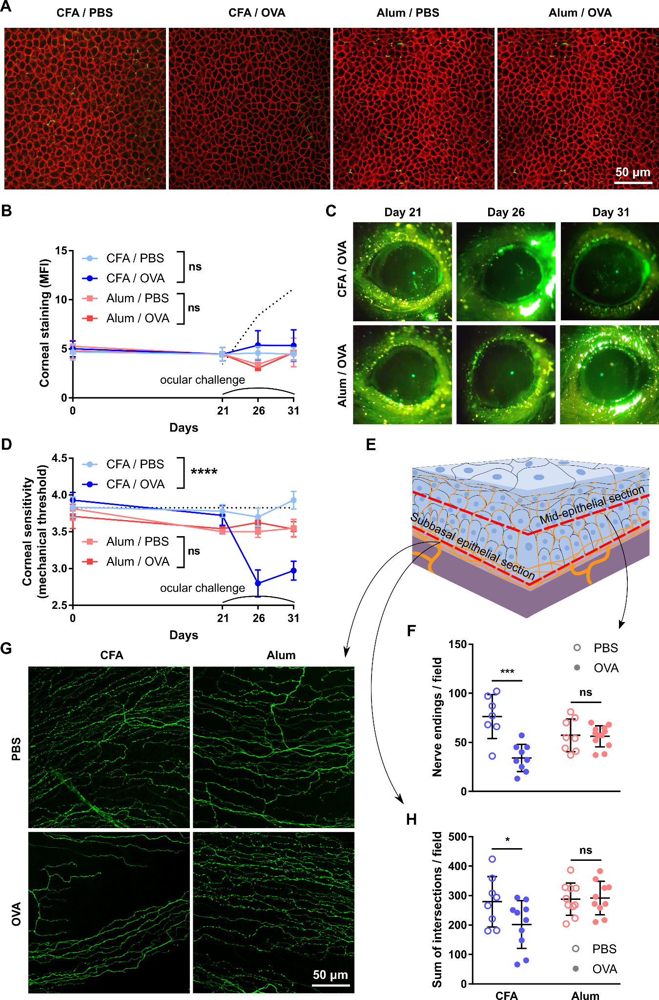 A
CFA / PBS
CFA / OVA
Alum / PBS
Alum / OVA
50 µm
B
Corneal staining (MFI)
15
10
5
0
CFA / PBS
CFA / OVA
ns
Alum / PBS
Alum / OVA
ns
ocular challenge
0
21
26
31
Days
C
Day 21
Day 26
Day 31
CFA / OVA
Alum / OVA
D
Corneal sensitivity
(mechanical threshold)
4.5
4.0
3.5
3.0
2.5
CFA / PBS
CFA / OVA
****
Alum / PBS
Alum / OVA
ns
ocular challenge
0
21
26
31
Days
E
Mid-epithelial section
Subbasal epithelial section
F
Nerve endings / field
150
100
50
0
PBS
OVA
***
ns
G
CFA
Alum
PBS
OVA
50 µm
H
Sum of intersections / field
500
400
300
200
100
0
*
ns
PBS
OVA
CFA
Alum